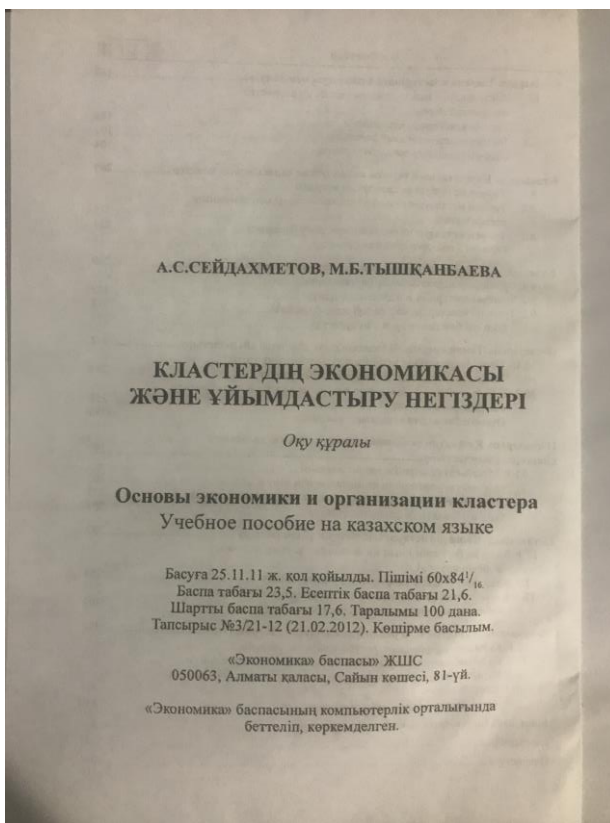 А.С.СЕЙДАХМЕТОВ, М.Б.ТЫШҚАНБАЕВА
КЛАСТЕРДІҢ ЭКОНОМИКАСЫ
ЖӘНЕ ҰЙЫМДАСТЫРУ НЕГІЗДЕРІ
Оқу құралы
Основы экономики и организации кластера
Учебное пособие на казахском языке
Басуға 25.11.11 ж. қол қойылды. Пішімі 60х84¹/₁₆.
Баспа табағы 23,5. Есептік баспа табағы 21,6.
Шартты баспа табағы 17,6. Таралымы 100 дана.
Тапсырыс №3/21-12 (21.02.2012). Көшірме басылым.
«Экономика» баспасы» ЖШС
050063, Алматы қаласы, Сайын көшесі, 81-үй.
«Экономика» баспасының компьютерлік орталығында
беттеліп, көркемделген.